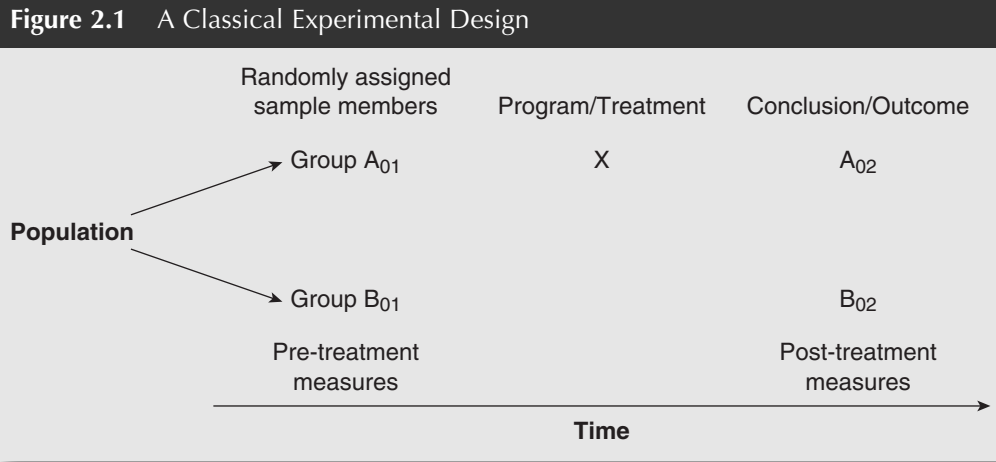 Figure 2.1 A Classical Experimental Design
Randomly assigned
sample members
Program/Treatment
Conclusion/Outcome
Group A01
X
A02
Population
Group B01
B02
Pre-treatment
measures
Post-treatment
measures
Time